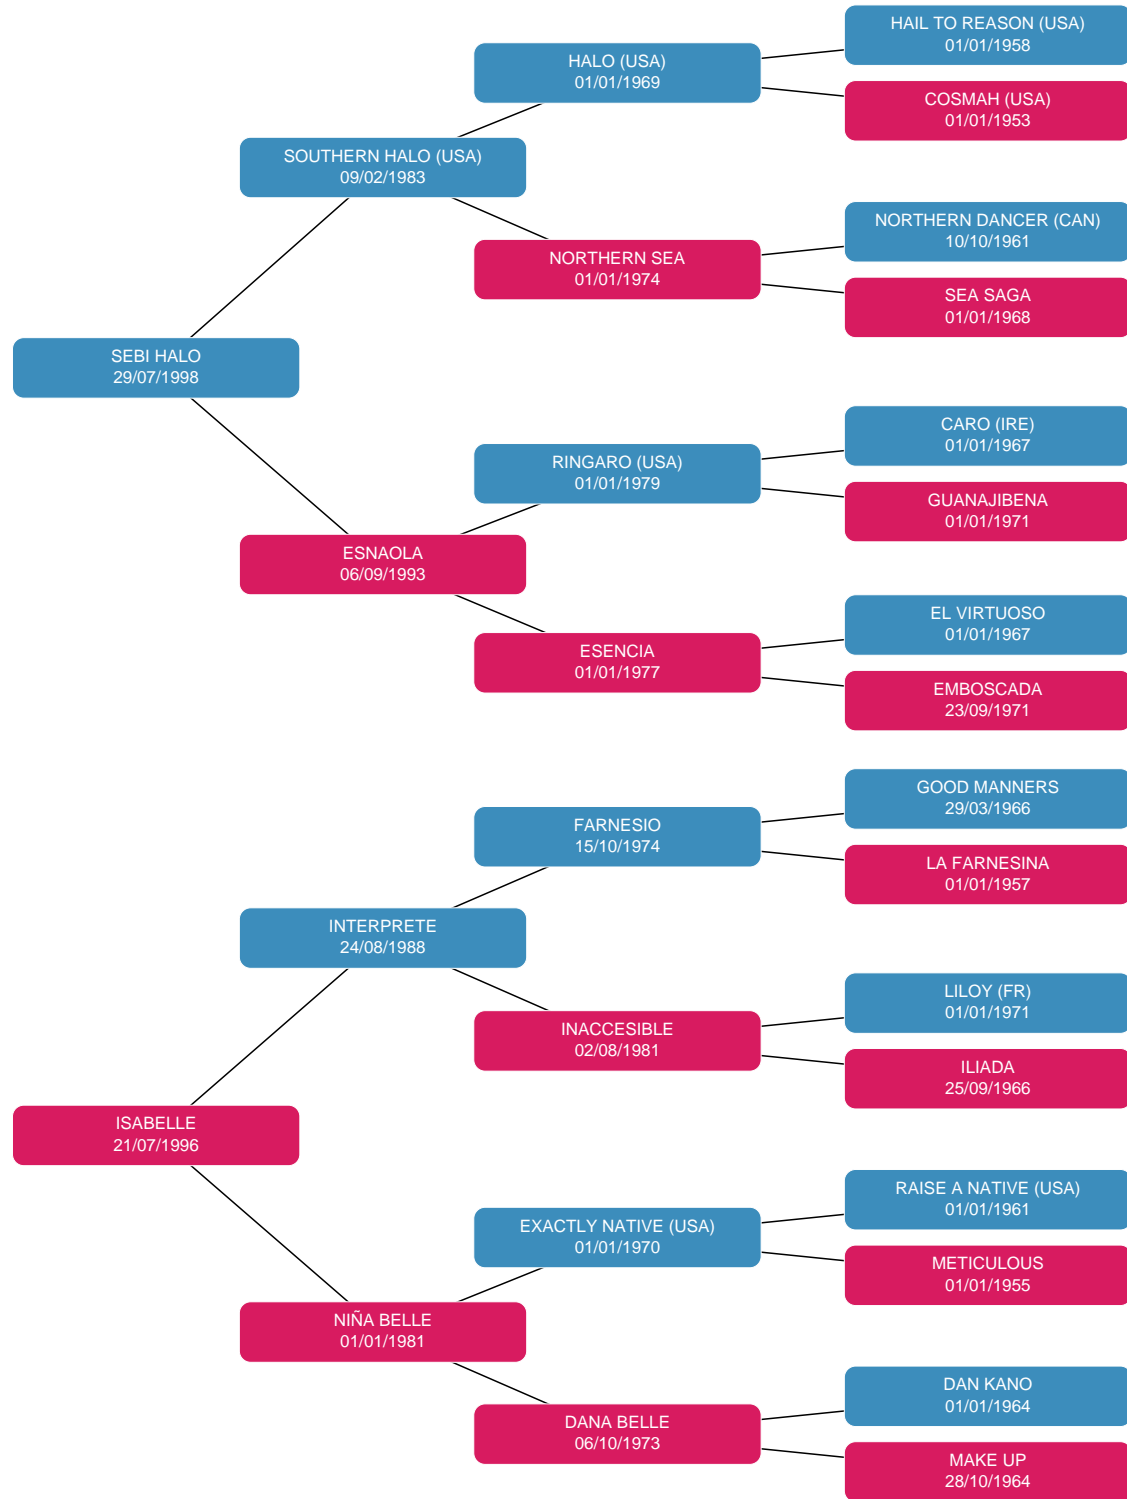 HAIL TO REASON (USA)
01/01/1958
HALO (USA)
01/01/1969
COSMAH (USA)
01/01/1953
SOUTHERN HALO (USA)
09/02/1983
NORTHERN DANCER (CAN)
10/10/1961
NORTHERN SEA
01/01/1974
SEA SAGA
01/01/1968
SEBI HALO
29/07/1998
CARO (IRE)
01/01/1967
RINGARO (USA)
01/01/1979
GUANAJIBENA
01/01/1971
ESNAOLA
06/09/1993
EL VIRTUOSO
01/01/1967
ESENCIA
01/01/1977
EMBOSCADA
23/09/1971
GOOD MANNERS
29/03/1966
FARNESIO
15/10/1974
LA FARNESINA
01/01/1957
INTERPRETE
24/08/1988
LILOY (FR)
01/01/1971
INACCESIBLE
02/08/1981
ILIADA
25/09/1966
ISABELLE
21/07/1996
RAISE A NATIVE (USA)
01/01/1961
EXACTLY NATIVE (USA)
01/01/1970
METICULOUS
01/01/1955
NIÑA BELLE
01/01/1981
DAN KANO
01/01/1964
DANA BELLE
06/10/1973
MAKE UP
28/10/1964